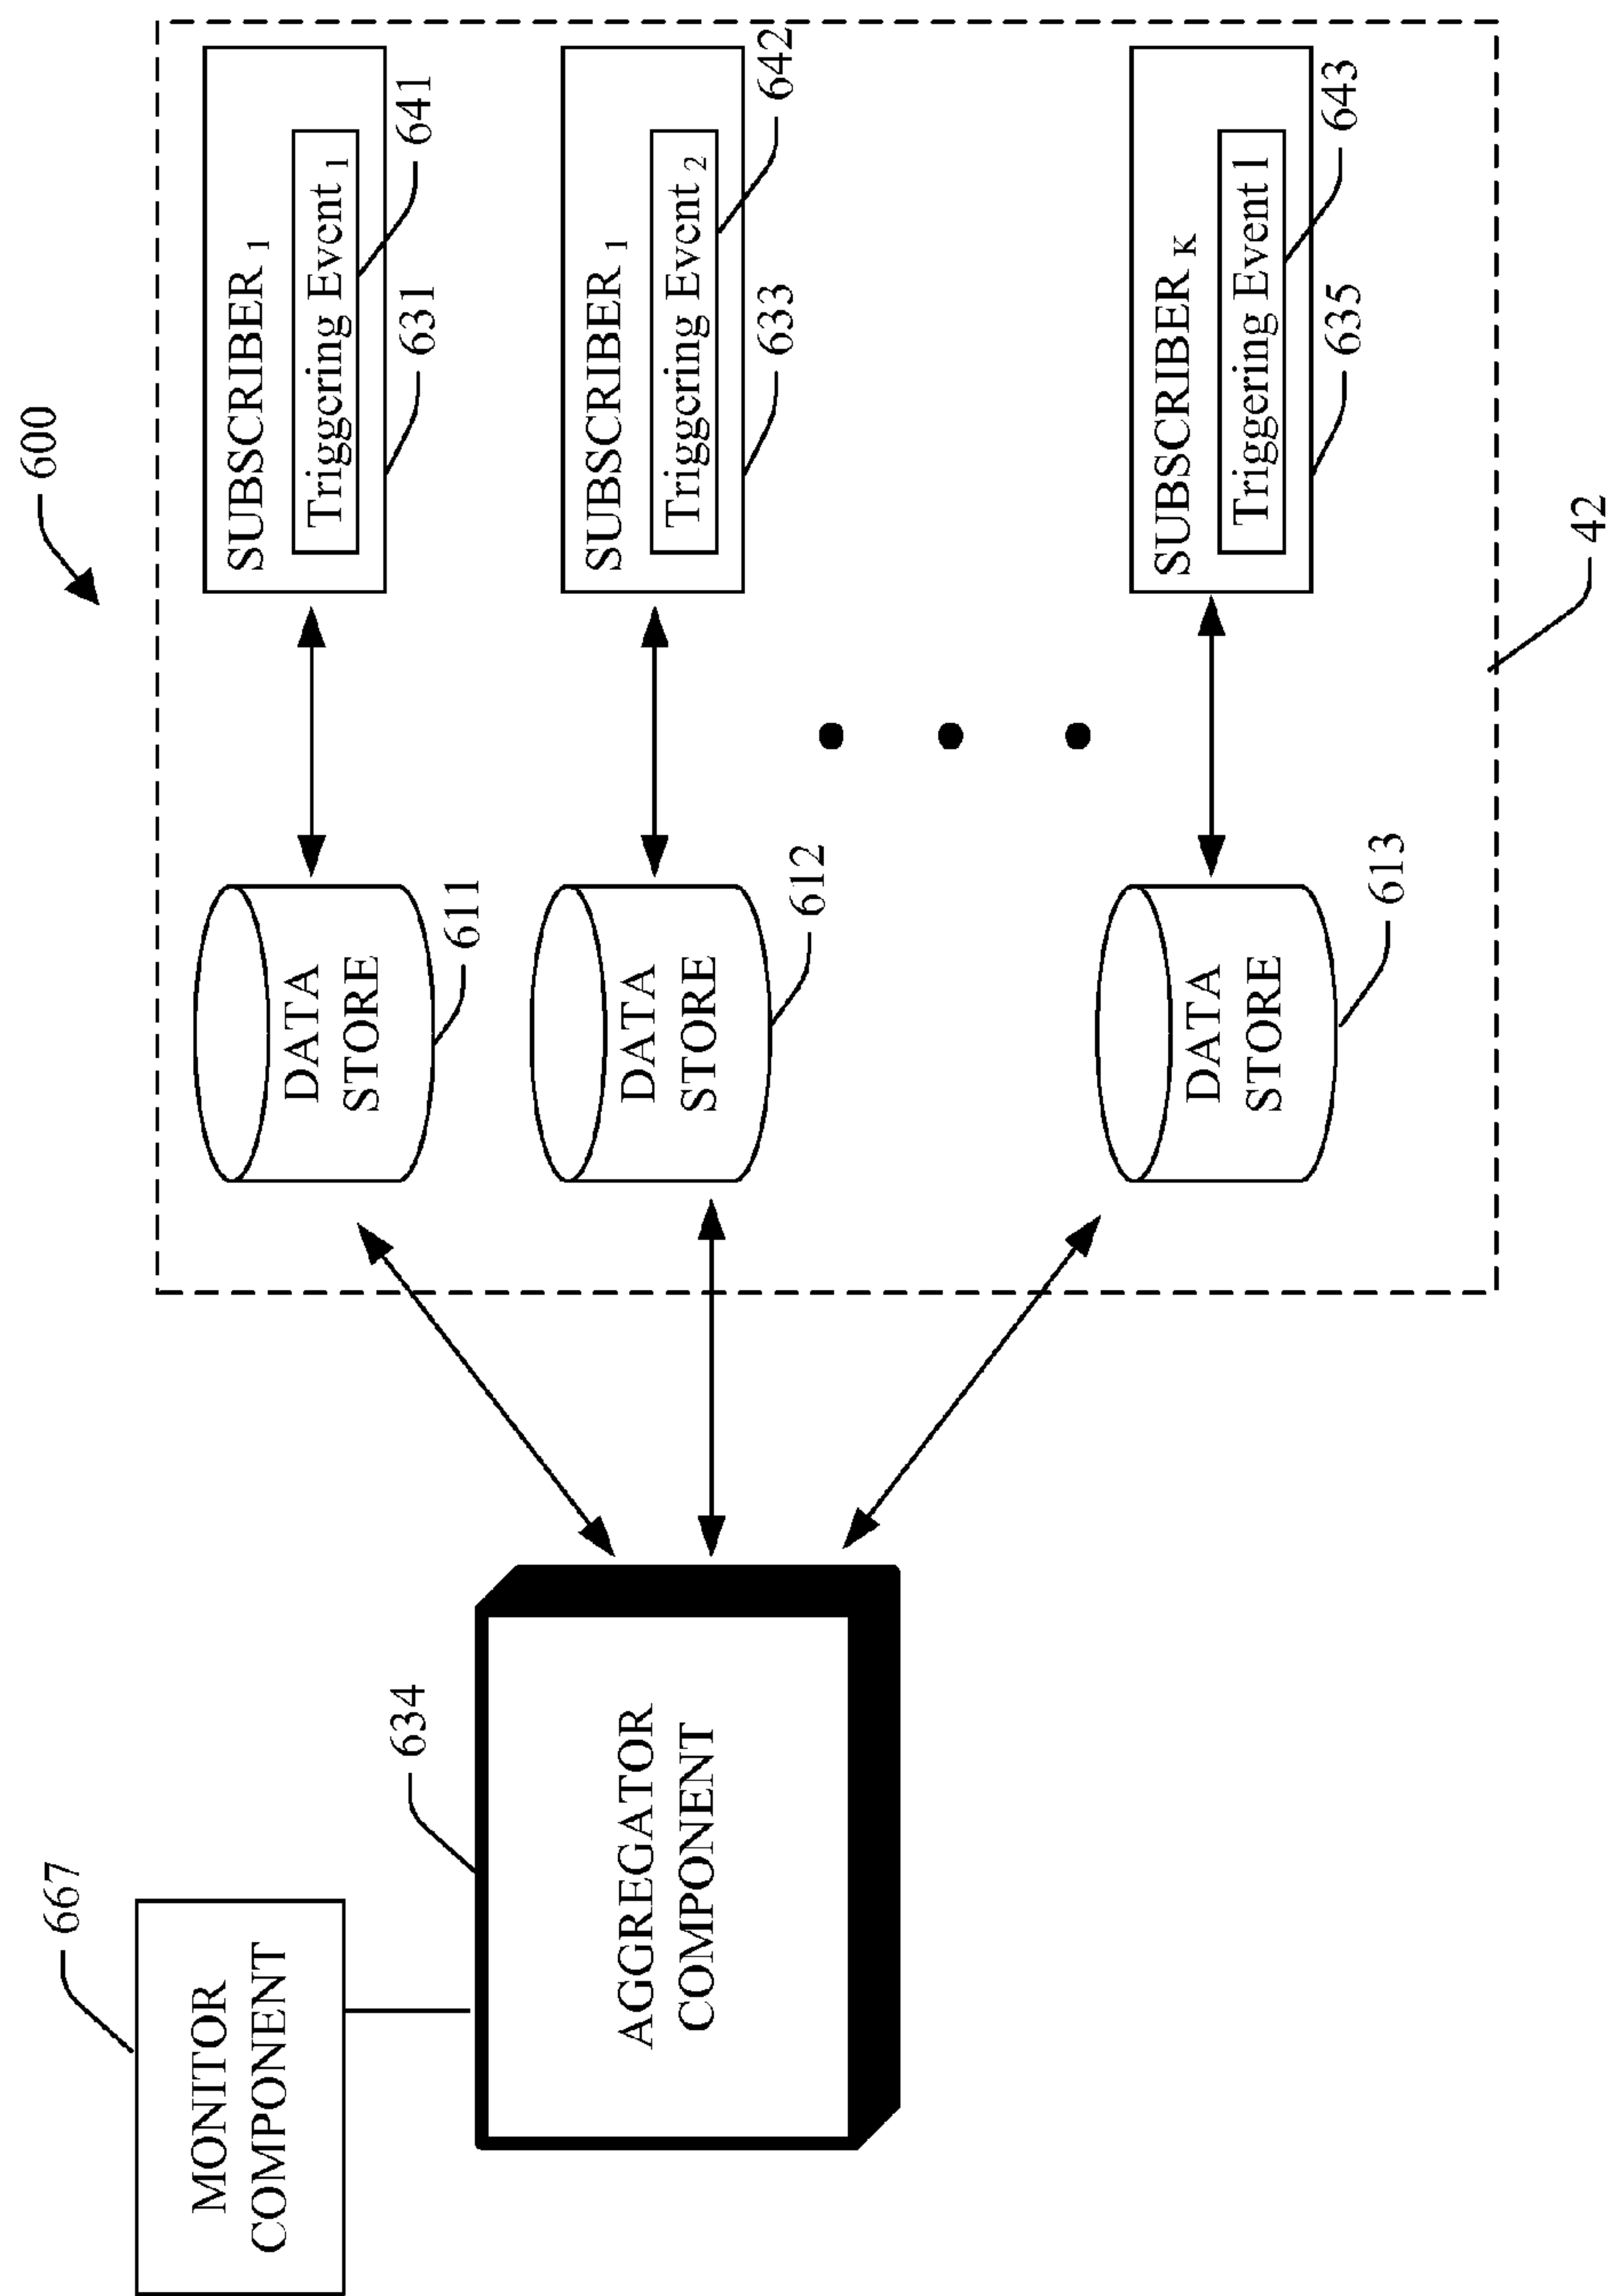 600
667
MONITOR
COMPONENT
634
AGGREGATOR
COMPONENT
DATA
STORE
611
SUBSCRIBER 1
Triggering Event 1
641
631
DATA
STORE
612
SUBSCRIBER 1
Triggering Event 2
642
633
DATA
STORE
613
SUBSCRIBER K
Triggering Event 1
643
635
42